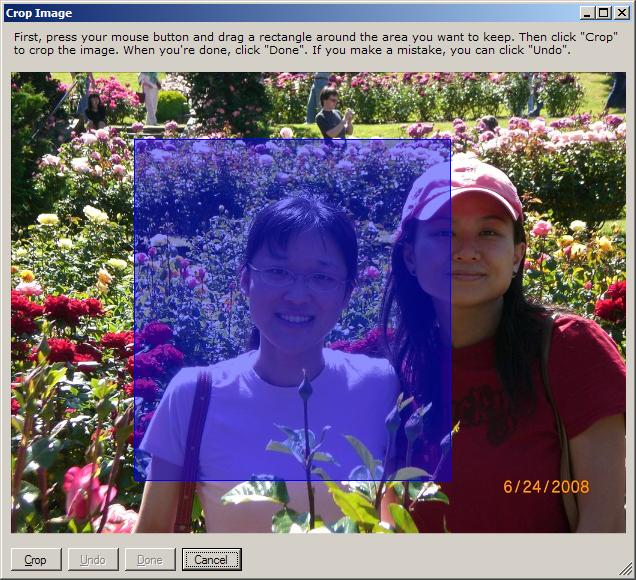 Crop Image
First, press your mouse button and drag a rectangle around the area you want to keep. Then click "Crop"
to crop the image. When you're done, click "Done". If you make a mistake, you can click "Undo".
6/24/2008
Crop Undo Done Cancel